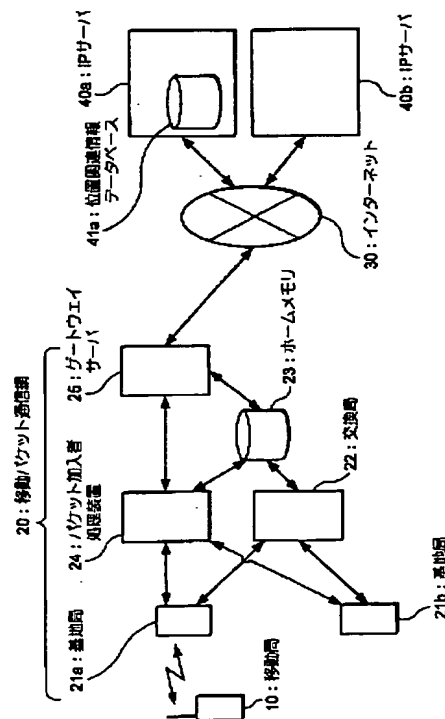 20：移動パケット通信網
21a：基地局
24：パケット加入者
処理装置
25：ゲートウェイ
サーバ
41a：位置関連情報
データベース
40a：IPサーバ
10：移動局
21b：基地局
22：交換局
23：ホームメモリ
30：インターネット
40b：IPサーバ